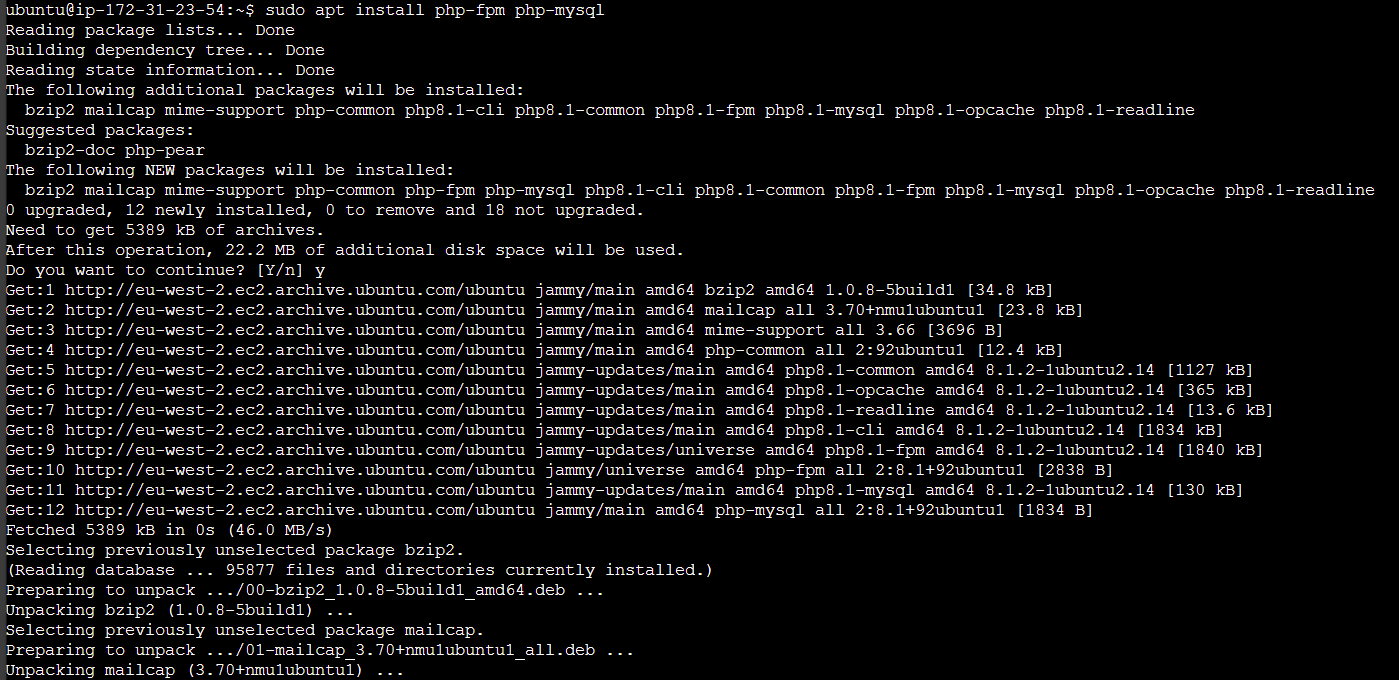 ubuntu@ip-172-31-23-54:~$ sudo apt install php-fpm php-mysql
Reading package lists... Done
Building dependency tree... Done
Reading state information... Done
The following additional packages will be installed:
  bzip2 mailcap mime-support php-common php8.1-cli php8.1-common php8.1-fpm php8.1-mysql php8.1-opcache php8.1-readline
Suggested packages:
  bzip2-doc php-pear
The following NEW packages will be installed:
  bzip2 mailcap mime-support php-common php-fpm php-mysql php8.1-cli php8.1-common php8.1-fpm php8.1-mysql php8.1-opcache php8.1-readline
0 upgraded, 12 newly installed, 0 to remove and 18 not upgraded.
Need to get 5389 kB of archives.
After this operation, 22.2 MB of additional disk space will be used.
Do you want to continue? [Y/n] y
Get:1 http://eu-west-2.ec2.archive.ubuntu.com/ubuntu jammy/main amd64 bzip2 amd64 1.0.8-5build1 [34.8 kB]
Get:2 http://eu-west-2.ec2.archive.ubuntu.com/ubuntu jammy/main amd64 mailcap all 3.70+nmu1ubuntu1 [23.8 kB]
Get:3 http://eu-west-2.ec2.archive.ubuntu.com/ubuntu jammy/main amd64 mime-support all 3.66 [3696 B]
Get:4 http://eu-west-2.ec2.archive.ubuntu.com/ubuntu jammy/main amd64 php-common all 2:92ubuntu1 [12.4 kB]
Get:5 http://eu-west-2.ec2.archive.ubuntu.com/ubuntu jammy-updates/main amd64 php8.1-common amd64 8.1.2-1ubuntu2.14 [1127 kB]
Get:6 http://eu-west-2.ec2.archive.ubuntu.com/ubuntu jammy-updates/main amd64 php8.1-opcache amd64 8.1.2-1ubuntu2.14 [365 kB]
Get:7 http://eu-west-2.ec2.archive.ubuntu.com/ubuntu jammy-updates/main amd64 php8.1-readline amd64 8.1.2-1ubuntu2.14 [13.6 kB]
Get:8 http://eu-west-2.ec2.archive.ubuntu.com/ubuntu jammy-updates/main amd64 php8.1-cli amd64 8.1.2-1ubuntu2.14 [1834 kB]
Get:9 http://eu-west-2.ec2.archive.ubuntu.com/ubuntu jammy-updates/universe amd64 php8.1-fpm amd64 8.1.2-1ubuntu2.14 [1840 kB]
Get:10 http://eu-west-2.ec2.archive.ubuntu.com/ubuntu jammy/universe amd64 php-fpm all 2:8.1+92ubuntu1 [2838 B]
Get:11 http://eu-west-2.ec2.archive.ubuntu.com/ubuntu jammy-updates/main amd64 php8.1-mysql amd64 8.1.2-1ubuntu2.14 [130 kB]
Get:12 http://eu-west-2.ec2.archive.ubuntu.com/ubuntu jammy/main amd64 php-mysql all 2:8.1+92ubuntu1 [1834 B]
Fetched 5389 kB in 0s (46.0 MB/s)
Selecting previously unselected package bzip2.
(Reading database ... 95877 files and directories currently installed.)
Preparing to unpack .../00-bzip2_1.0.8-5build1_amd64.deb ...
Unpacking bzip2 (1.0.8-5build1) ...
Selecting previously unselected package mailcap.
Preparing to unpack .../01-mailcap_3.70+nmu1ubuntu1_all.deb ...
Unpacking mailcap (3.70+nmu1ubuntu1) ...